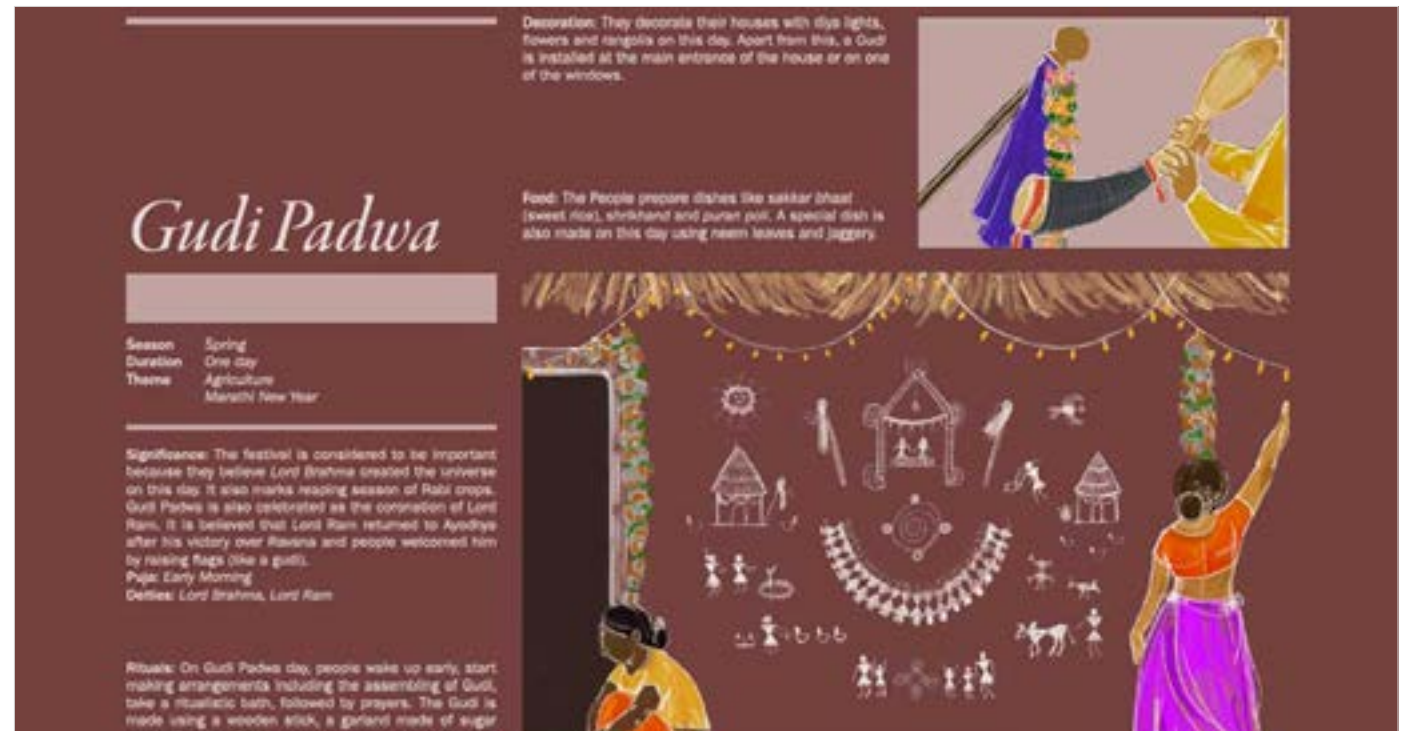 Gudi Padwa
Season Spring
Duration One day
Theme Agriculture
Marathi New Year
Significance: The festival is considered to be important
because they believe Lord Brahma created the universe
on this day. It also marks reaping season of Rabi crops.
Gudi Padwa is also celebrated as the coronation of Lord
Ram. It is believed that Lord Ram returned to Ayodhya
after his victory over Ravana and people welcomed him
by raising flags (like a gudi).
Puja: Early Morning
Deities: Lord Brahma, Lord Ram
Rituals: On Gudi Padwa day, people wake up early, start
making arrangements including the assembling of Gudi,
take a ritualistic bath, followed by prayers. The Gudi is
made using a wooden stick, a garland made of sugar
Decoration: They decorate their houses with diya lights,
flowers and rangolis on this day. Apart from this, a Gudi
is installed at the main entrance of the house or on one
of the windows.
Food: The People prepare dishes like sakkar bhaat
(sweet rice), shrikhand and puran poli. A special dish is
also made on this day using neem leaves and jaggery.